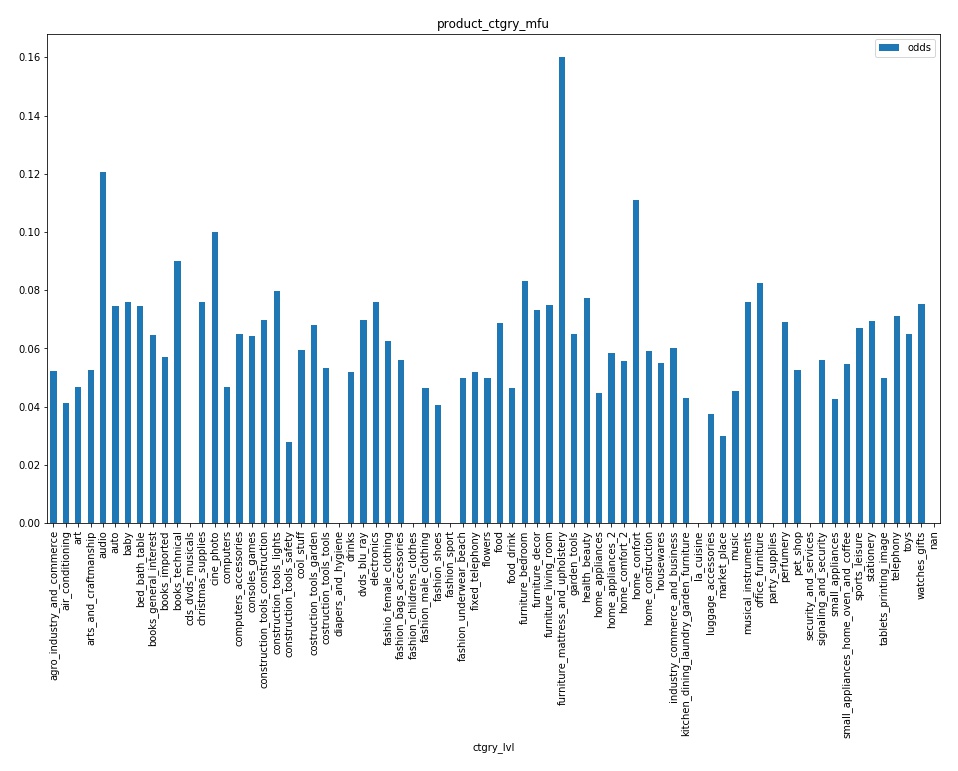 product_ctgry_mfu
odds
0.16
0.14
0.12
0.10
0.08
0.06
0.04
0.02
0.00
agro_industry_and_commerce
air_conditioning
art
arts_and_craftmanship
audio
auto
baby
bed_bath_table
books_general_interest
books_imported
books_technical
cds_dvds_musicals
christmas_supplies
cine_photo
computers
computers_accessories
consoles_games
construction_tools_construction
construction_tools_lights
construction_tools_safety
cool_stuff
costruction_tools_garden
costruction_tools_tools
diapers_and_hygiene
drinks
dvds_blu_ray
electronics
fashio_female_clothing
fashion_bags_accessories
fashion_childrens_clothes
fashion_male_clothing
fashion_shoes
fashion_sport
fashion_underwear_beach
fixed_telephony
flowers
food
food_drink
furniture_bedroom
furniture_decor
furniture_living_room
furniture_mattress_and_upholstery
garden_tools
health_beauty
home_appliances
home_appliances_2
home_comfort_2
home_confort
home_construction
housewares
industry_commerce_and_business
kitchen_dining_laundry_garden_furniture
la_cuisine
luggage_accessories
market_place
music
musical_instruments
office_furniture
party_supplies
perfumery
pet_shop
security_and_services
signaling_and_security
small_appliances
small_appliances_home_oven_and_coffee
sports_leisure
stationery
tablets_printing_image
telephony
toys
watches_gifts
nan
ctgry_lvl